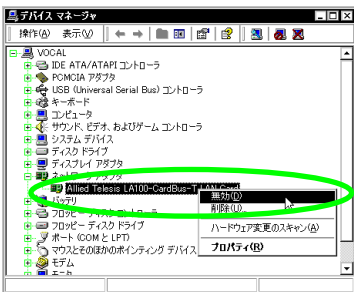 デバイス マネージャ
操作(A) 表示(V)
VOCAL
IDE ATA/ATAPI コントローラ
PCMCIA アダプタ
USB (Universal Serial Bus) コントローラ
キーボード
コンピュータ
サウンド、ビデオ、およびゲーム コントローラ
システム デバイス
ディスク ドライブ
ディスプレイ アダプタ
ネットワーク アダプタ
Allied Telesis LA100-CardBus-T LAN Card
無効(D)
バッテリ
削除(U)...
フロッピー ディスク コントローラ
フロッピー ディスク ドライブ
ハードウェア変更のスキャン(A)
ポート (COM と LPT)
マウスとそのほかのポインティング デバイス
プロパティ(R)
モデム
モニタ